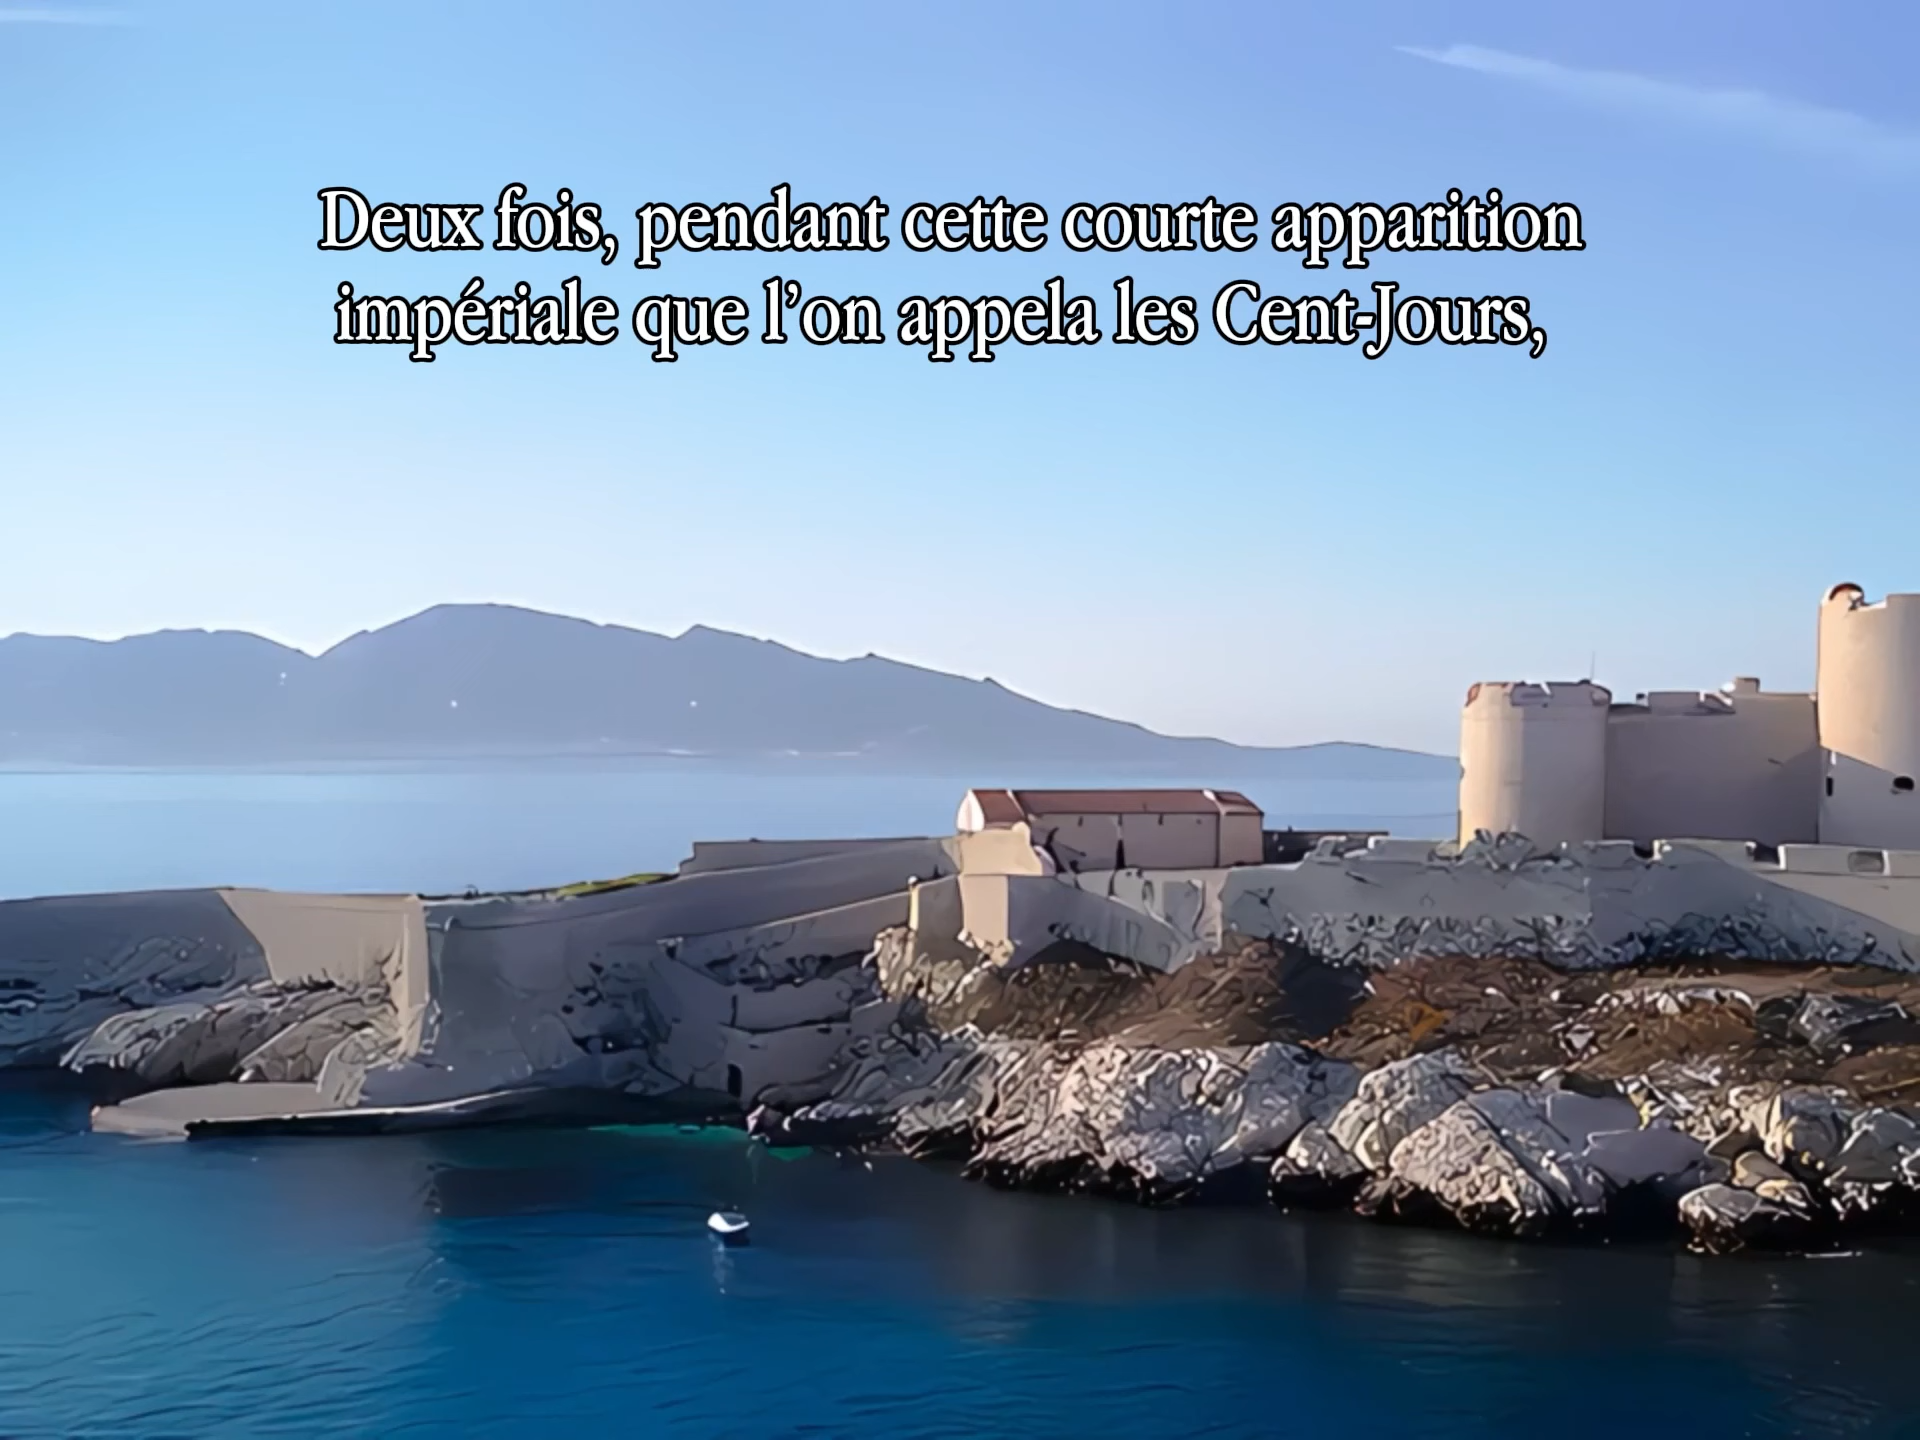 Deux fois, pendant cette courte apparition
impériale que l’on appela les Cent-Jours,